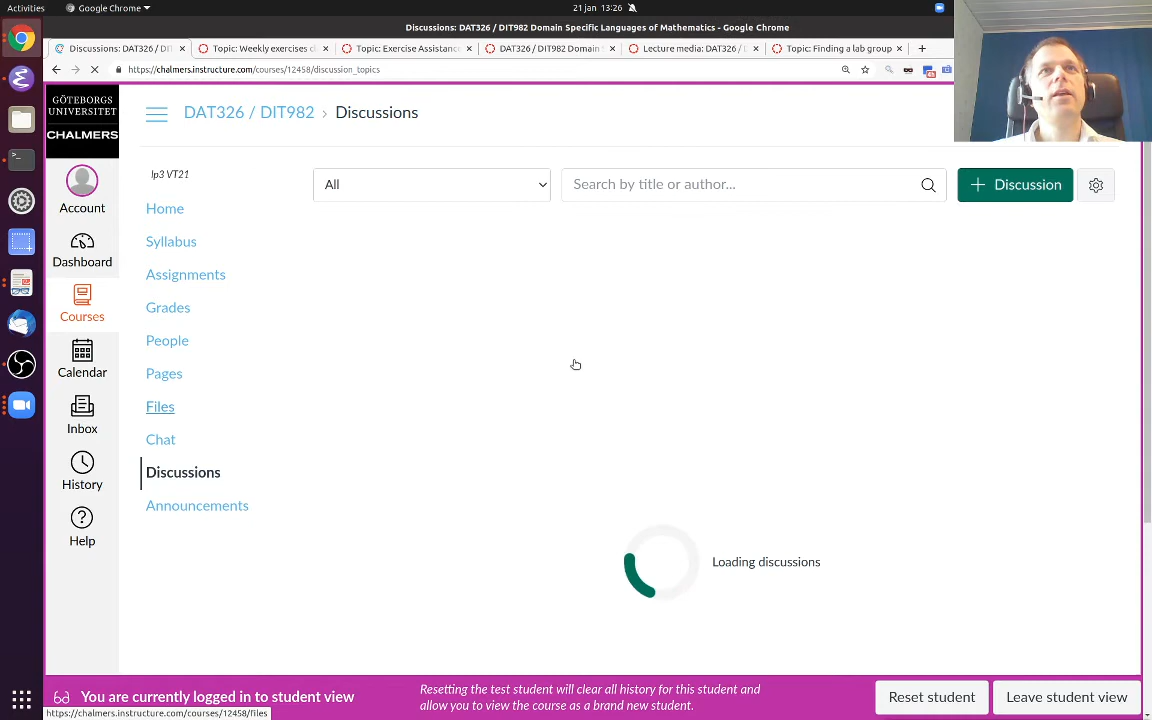 Activities
Google Chrome
21 jan 13:26
Discussions: DAT326 / DIT982 Domain Specific Languages of Mathematics - Google Chrome
Discussions: DAT326 / DI
Topic: Weekly exercises c
Topic: Exercise Assistanc
DAT326 / DIT982 Domain S
Lecture media: DAT326 / D
Topic: Finding a lab group
https://chalmers.instructure.com/courses/12458/discussion_topics
GÖTEBORGS
UNIVERSITET
CHALMERS
DAT326 / DIT982 › Discussions
Account
Dashboard
Courses
Calendar
Inbox
History
Help
lp3 VT21
Home
Syllabus
Assignments
Grades
People
Pages
Files
Chat
Discussions
Announcements
All
Search by title or author...
+ Discussion
Loading discussions
You are currently logged in to student view
Resetting the test student will clear all history for this student and
allow you to view the course as a brand new student.
Reset student
Leave student view
https://chalmers.instructure.com/courses/12458/files